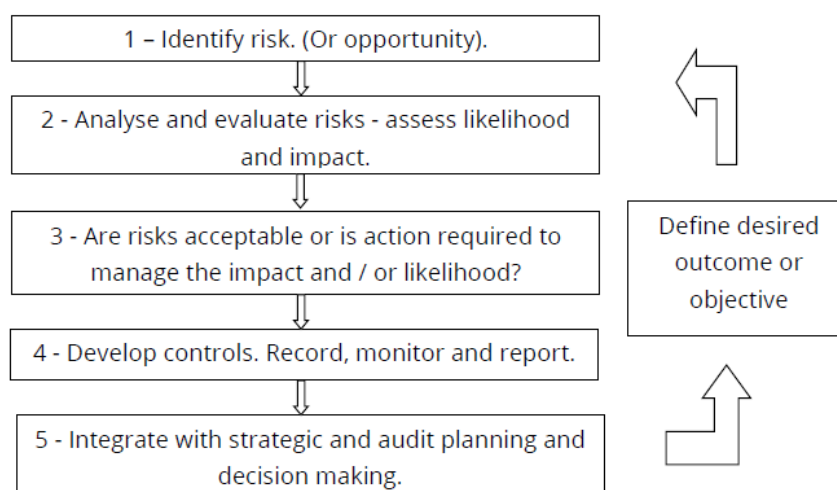 1 – Identify risk. (Or opportunity).
2 - Analyse and evaluate risks - assess likelihood
and impact.
3 - Are risks acceptable or is action required to
manage the impact and / or likelihood?
4 - Develop controls. Record, monitor and report.
5 - Integrate with strategic and audit planning and
decision making.
Define desired
outcome or
objective